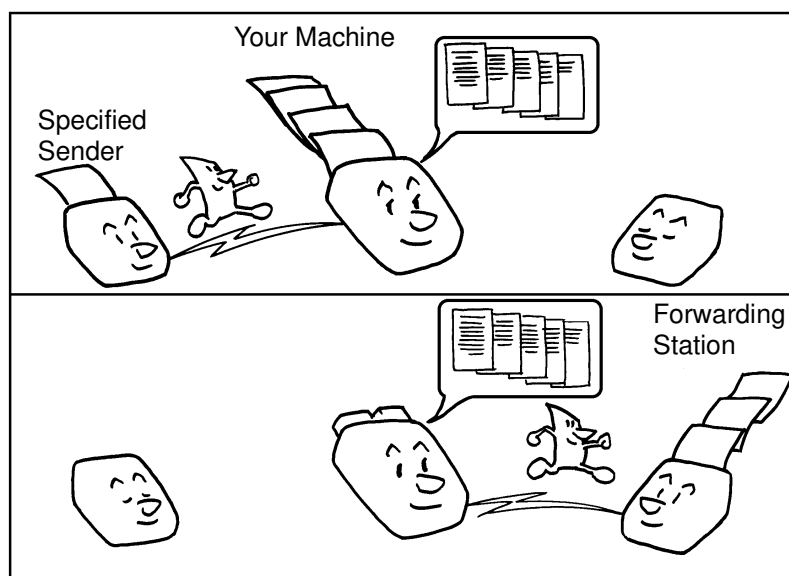 Your Machine
Specified
Sender
Forwarding
Station